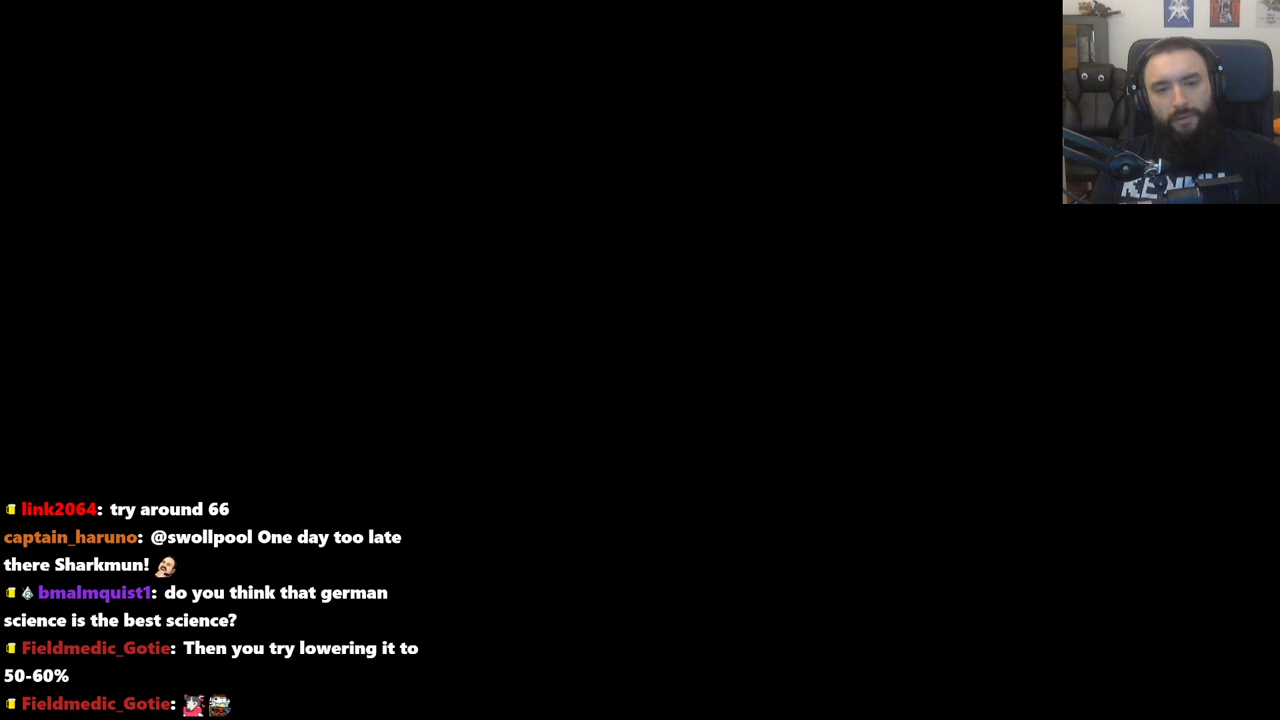 link2064: try around 66
captain_haruno: @swollpool One day too late
there Sharkmun!
bmalmquist1: do you think that german
science is the best science?
Fieldmedic_Gotie: Then you try lowering it to
50-60%
Fieldmedic_Gotie: